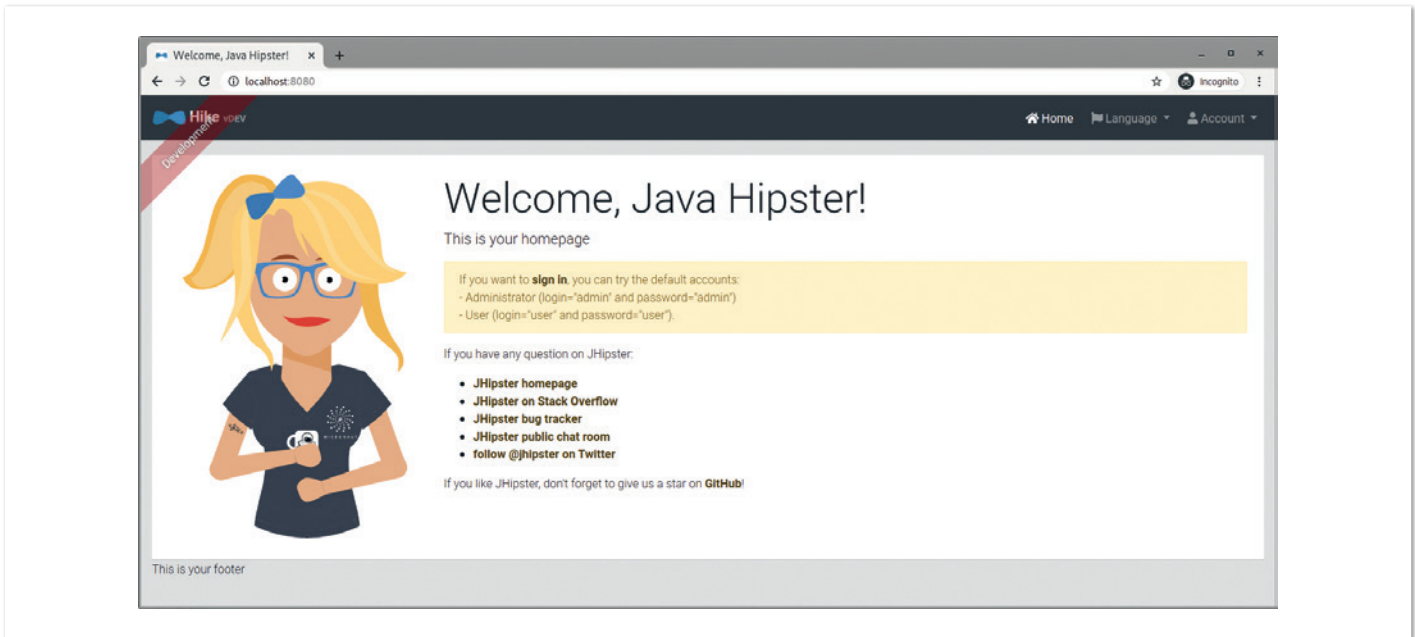 Welcome, Java Hipster!
localhost:8080
Incognito
Hike vDEV
Home Language Account
Development
Welcome, Java Hipster!
This is your homepage
If you want to sign in, you can try the default accounts:
- Administrator (login="admin" and password="admin")
- User (login="user" and password="user").
If you have any question on JHipster:
• JHipster homepage
• JHipster on Stack Overflow
• JHipster bug tracker
• JHipster public chat room
• follow @jhipster on Twitter
If you like JHipster, don't forget to give us a star on GitHub!
MICRONAUT
This is your footer